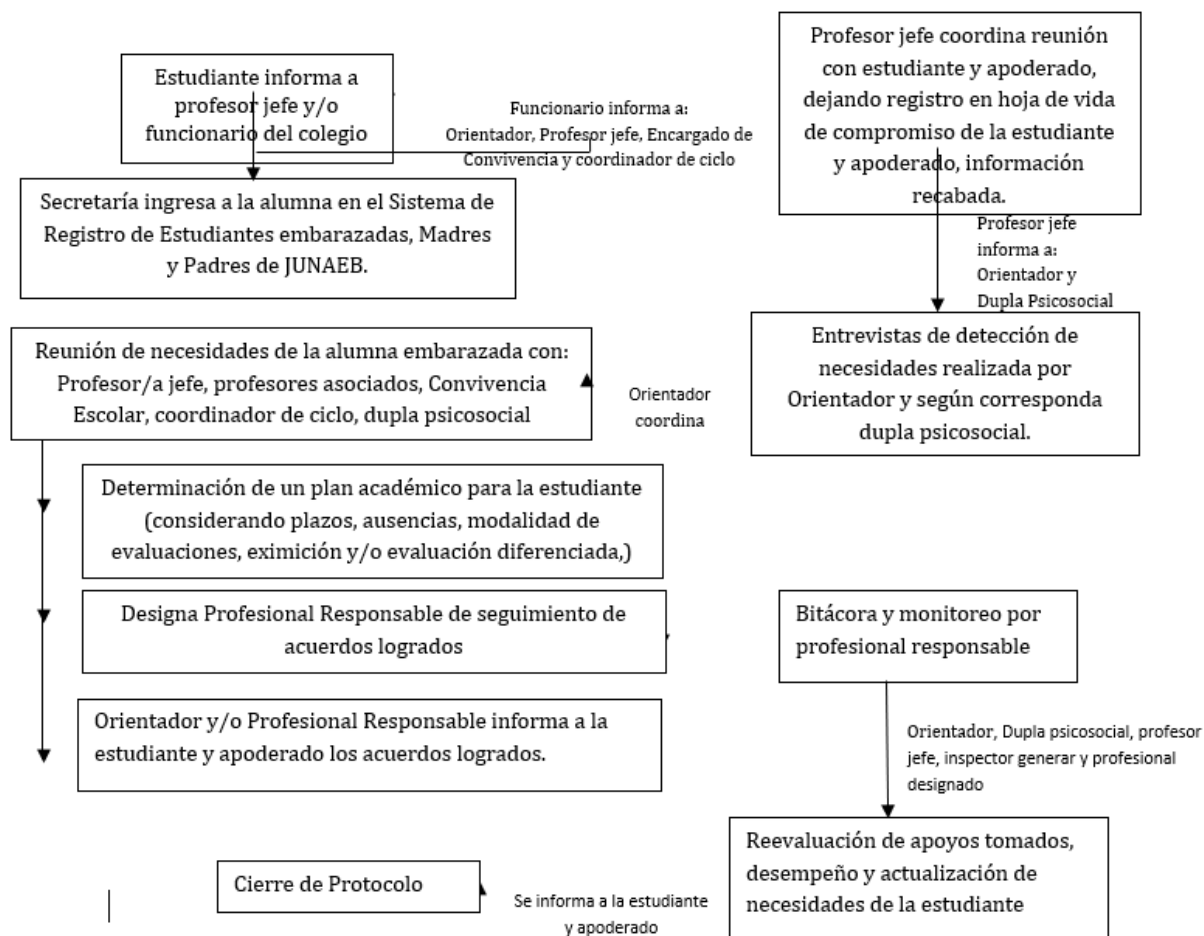 Estudiante informa a
profesor jefe y/o
funcionario del colegio
Funcionario informa a:
Orientador, Profesor jefe, Encargado de
Convivencia y coordinador de ciclo
Profesor jefe coordina reunión
con estudiante y apoderado,
dejando registro en hoja de vida
de compromiso de la estudiante
y apoderado, información
recabada.
Secretaría ingresa a la alumna en el Sistema de
Registro de Estudiantes embarazadas, Madres
y Padres de JUNAEB.
Profesor jefe
informa a:
Orientador y
Dupla Psicosocial
Entrevistas de detección de
necesidades realizada por
Orientador y según corresponda
dupla psicosocial.
Orientador
coordina
Reunión de necesidades de la alumna embarazada con:
Profesor/a jefe, profesores asociados, Convivencia
Escolar, coordinador de ciclo, dupla psicosocial
Determinación de un plan académico para la estudiante
(considerando plazos, ausencias, modalidad de
evaluaciones, eximición y/o evaluación diferenciada,)
Designa Profesional Responsable de seguimiento de
acuerdos logrados
Orientador y/o Profesional Responsable informa a la
estudiante y apoderado los acuerdos logrados.
Bitácora y monitoreo por
profesional responsable
Orientador, Dupla psicosocial, profesor
jefe, inspector generar y profesional
designado
Reevaluación de apoyos tomados,
desempeño y actualización de
necesidades de la estudiante
Se informa a la estudiante
y apoderado
Cierre de Protocolo